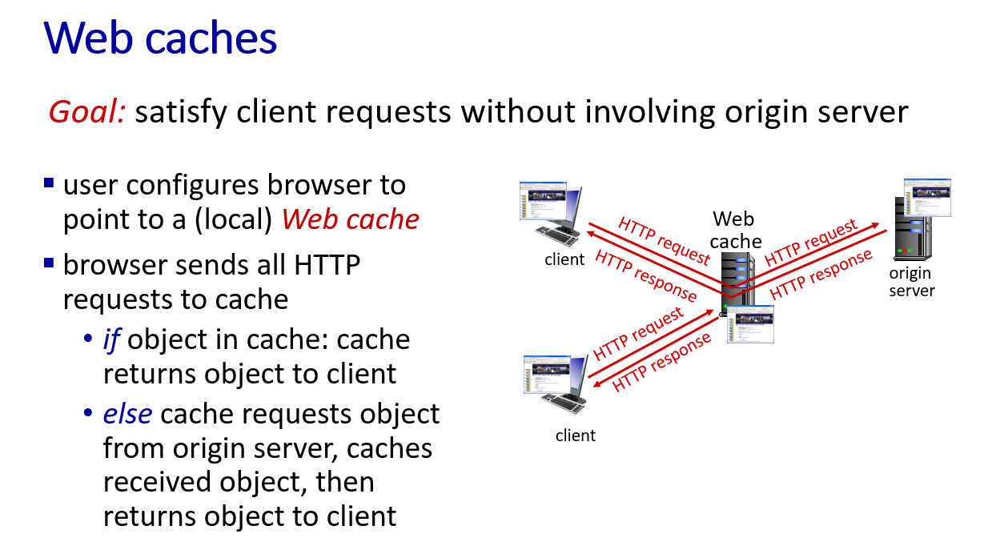 Web caches
Goal: satisfy client requests without involving origin server
▪ user configures browser to
point to a (local) Web cache
▪ browser sends all HTTP
requests to cache
• if object in cache: cache
returns object to client
• else cache requests object
from origin server, caches
received object, then
returns object to client
client
HTTP request
HTTP response
Web
cache
HTTP request
HTTP response
origin
server
HTTP request
HTTP response
client